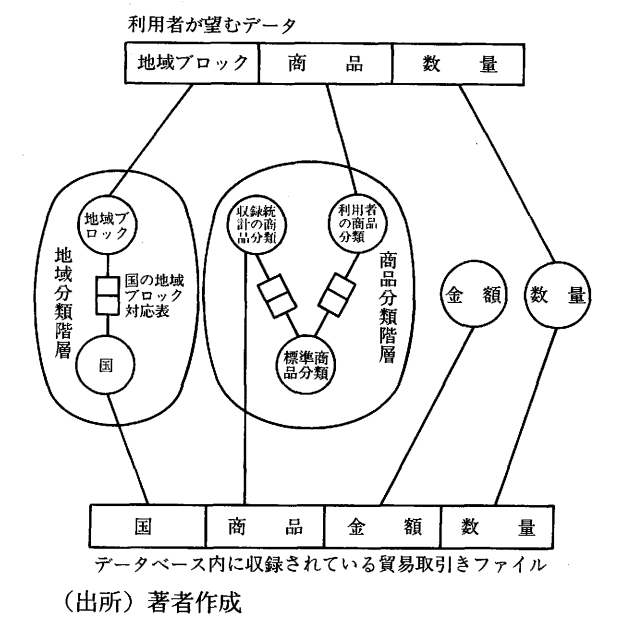 利用者が望むデータ
地域ブロック 商品 数量
地域ブ
ロック
収録統
計の商
品分類
利用者
の商品
分類
地域分類階層
国の地域
ブロック
対応表
商品分類階層
金額
数量
国
標準商
品分類
国 商品 金額 数量
データベース内に収録されている貿易取引きファイル
（出所）著者作成